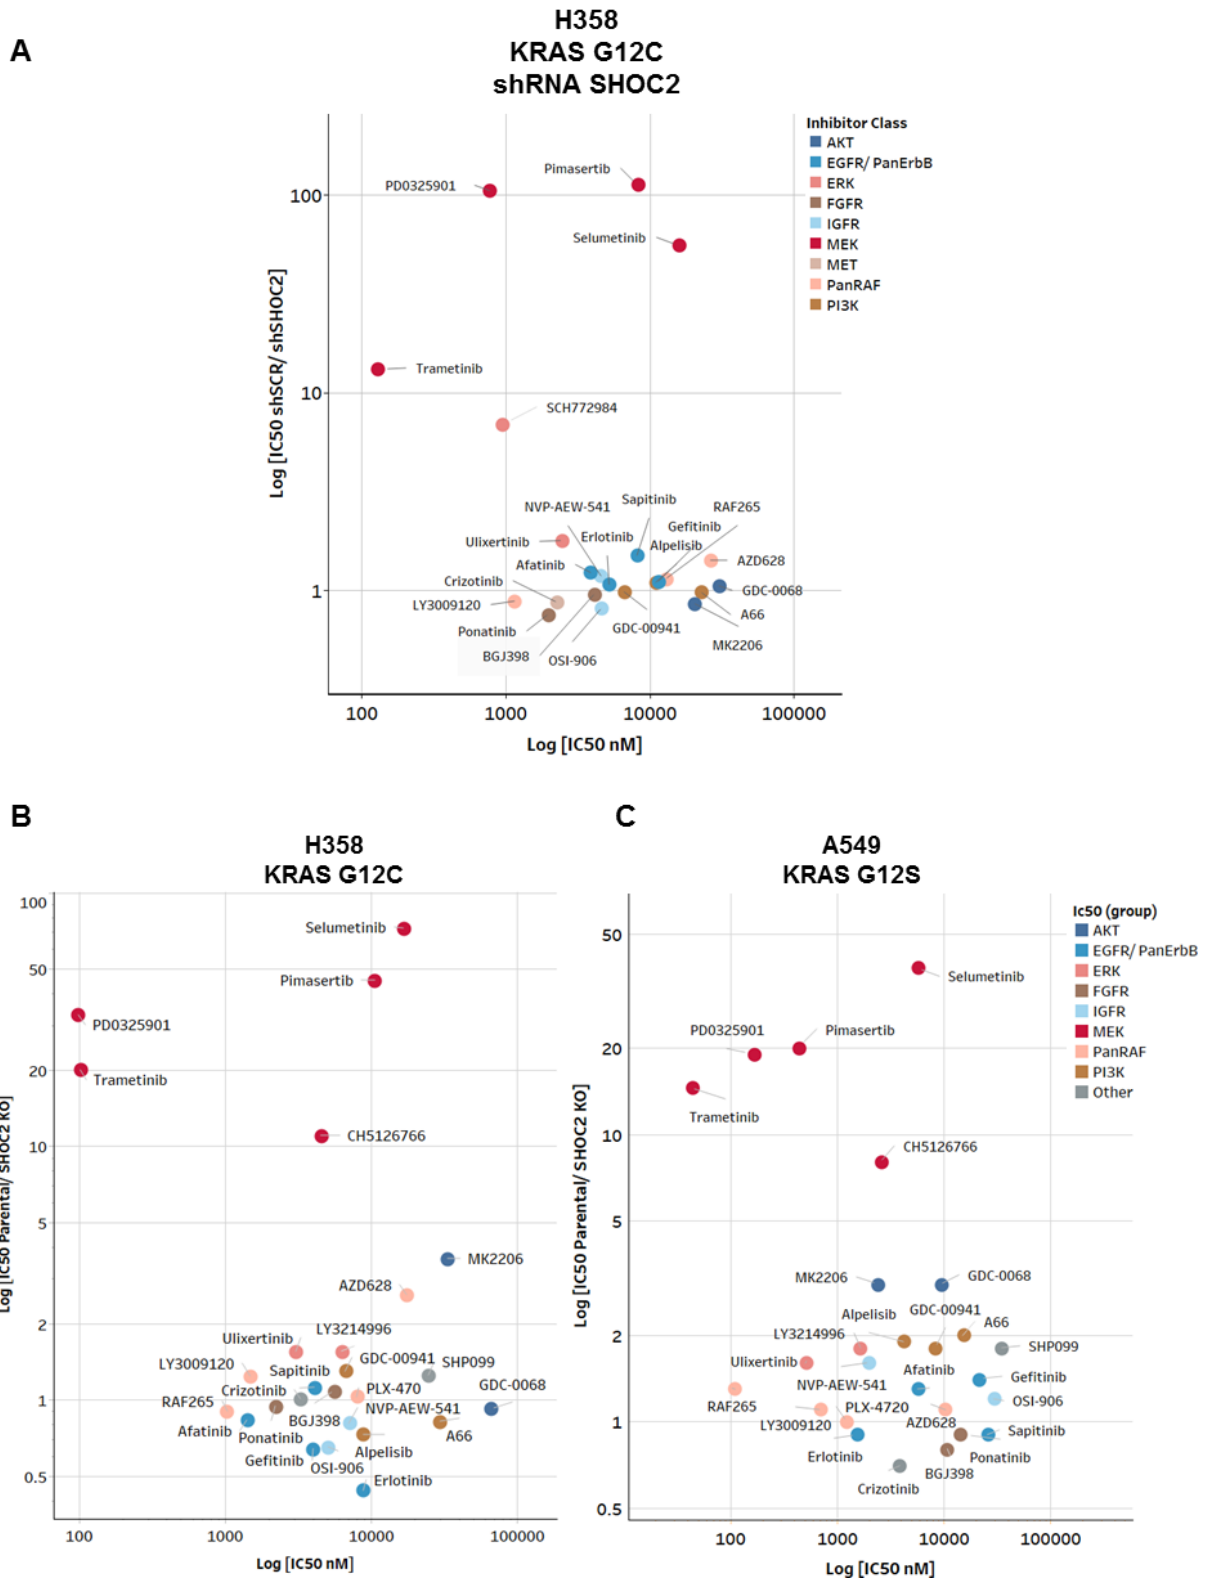 A
H358
KRAS G12C
shRNA SHOC2
Inhibitor Class
AKT
EGFR/ PanErbB
ERK
FGFR
IGFR
MEK
MET
PanRAF
PI3K
Log [IC50 shSCR/ shSHOC2]
100
10
1
PD0325901
Pimasertib
Selumetinib
Trametinib
SCH772984
NVP-AEW-541
Sapitinib
RAF265
Gefitinib
Ulixertinib
Erlotinib
Alpelisib
AZD628
Afatinib
Crizotinib
GDC-0068
LY3009120
A66
Ponatinib
GDC-00941
MK2206
BGJ398
OSI-906
100
1000
10000
100000
Log [IC50 nM]
B
H358
KRAS G12C
Log [IC50 Parental/ SHOC2 KO]
100
50
20
10
5
2
1
0.5
Selumetinib
Pimasertib
PD0325901
Trametinib
CH5126766
MK2206
AZD628
Ulixertinib
LY3214996
LY3009120
Sapitinib
GDC-00941
SHP099
Crizotinib
PLX-470
GDC-0068
RAF265
BGJ398
NVP-AEW-541
Afatinib
Ponatinib
A66
Gefitinib
Alpelisib
OSI-906
Erlotinib
100
1000
10000
100000
Log [IC50 nM]
C
A549
KRAS G12S
Ic50 (group)
AKT
EGFR/ PanErbB
ERK
FGFR
IGFR
MEK
PanRAF
PI3K
Other
Log [IC50 Parental/ SHOC2 KO]
50
20
10
5
2
1
0.5
Selumetinib
PD0325901
Pimasertib
Trametinib
CH5126766
MK2206
GDC-0068
Alpelisib
GDC-00941
A66
LY3214996
SHP099
Ulixertinib
Afatinib
Gefitinib
NVP-AEW-541
OSI-906
RAF265
PLX-4720
LY3009120
AZD628
Sapitinib
Erlotinib
Ponatinib
BGJ398
Crizotinib
100
1000
10000
100000
Log [IC50 nM]